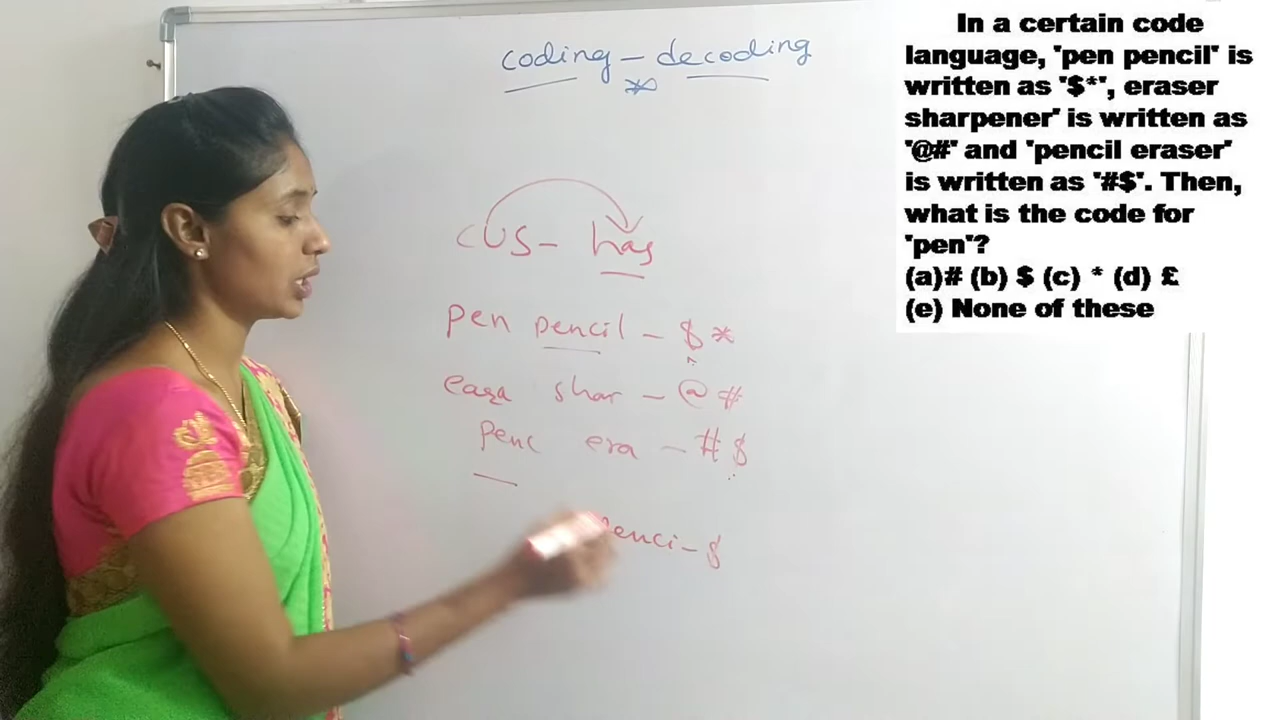 coding - decoding
*
cus - has
pen pencil - $ *
eara shar - @ #
penc era - # $
Penci - $
In a certain code
language, 'pen pencil' is
written as '$*', eraser
sharpener' is written as
'@#' and 'pencil eraser'
is written as '#$'. Then,
what is the code for
'pen'?
(a)# (b) $ (c) * (d) £
(e) None of these